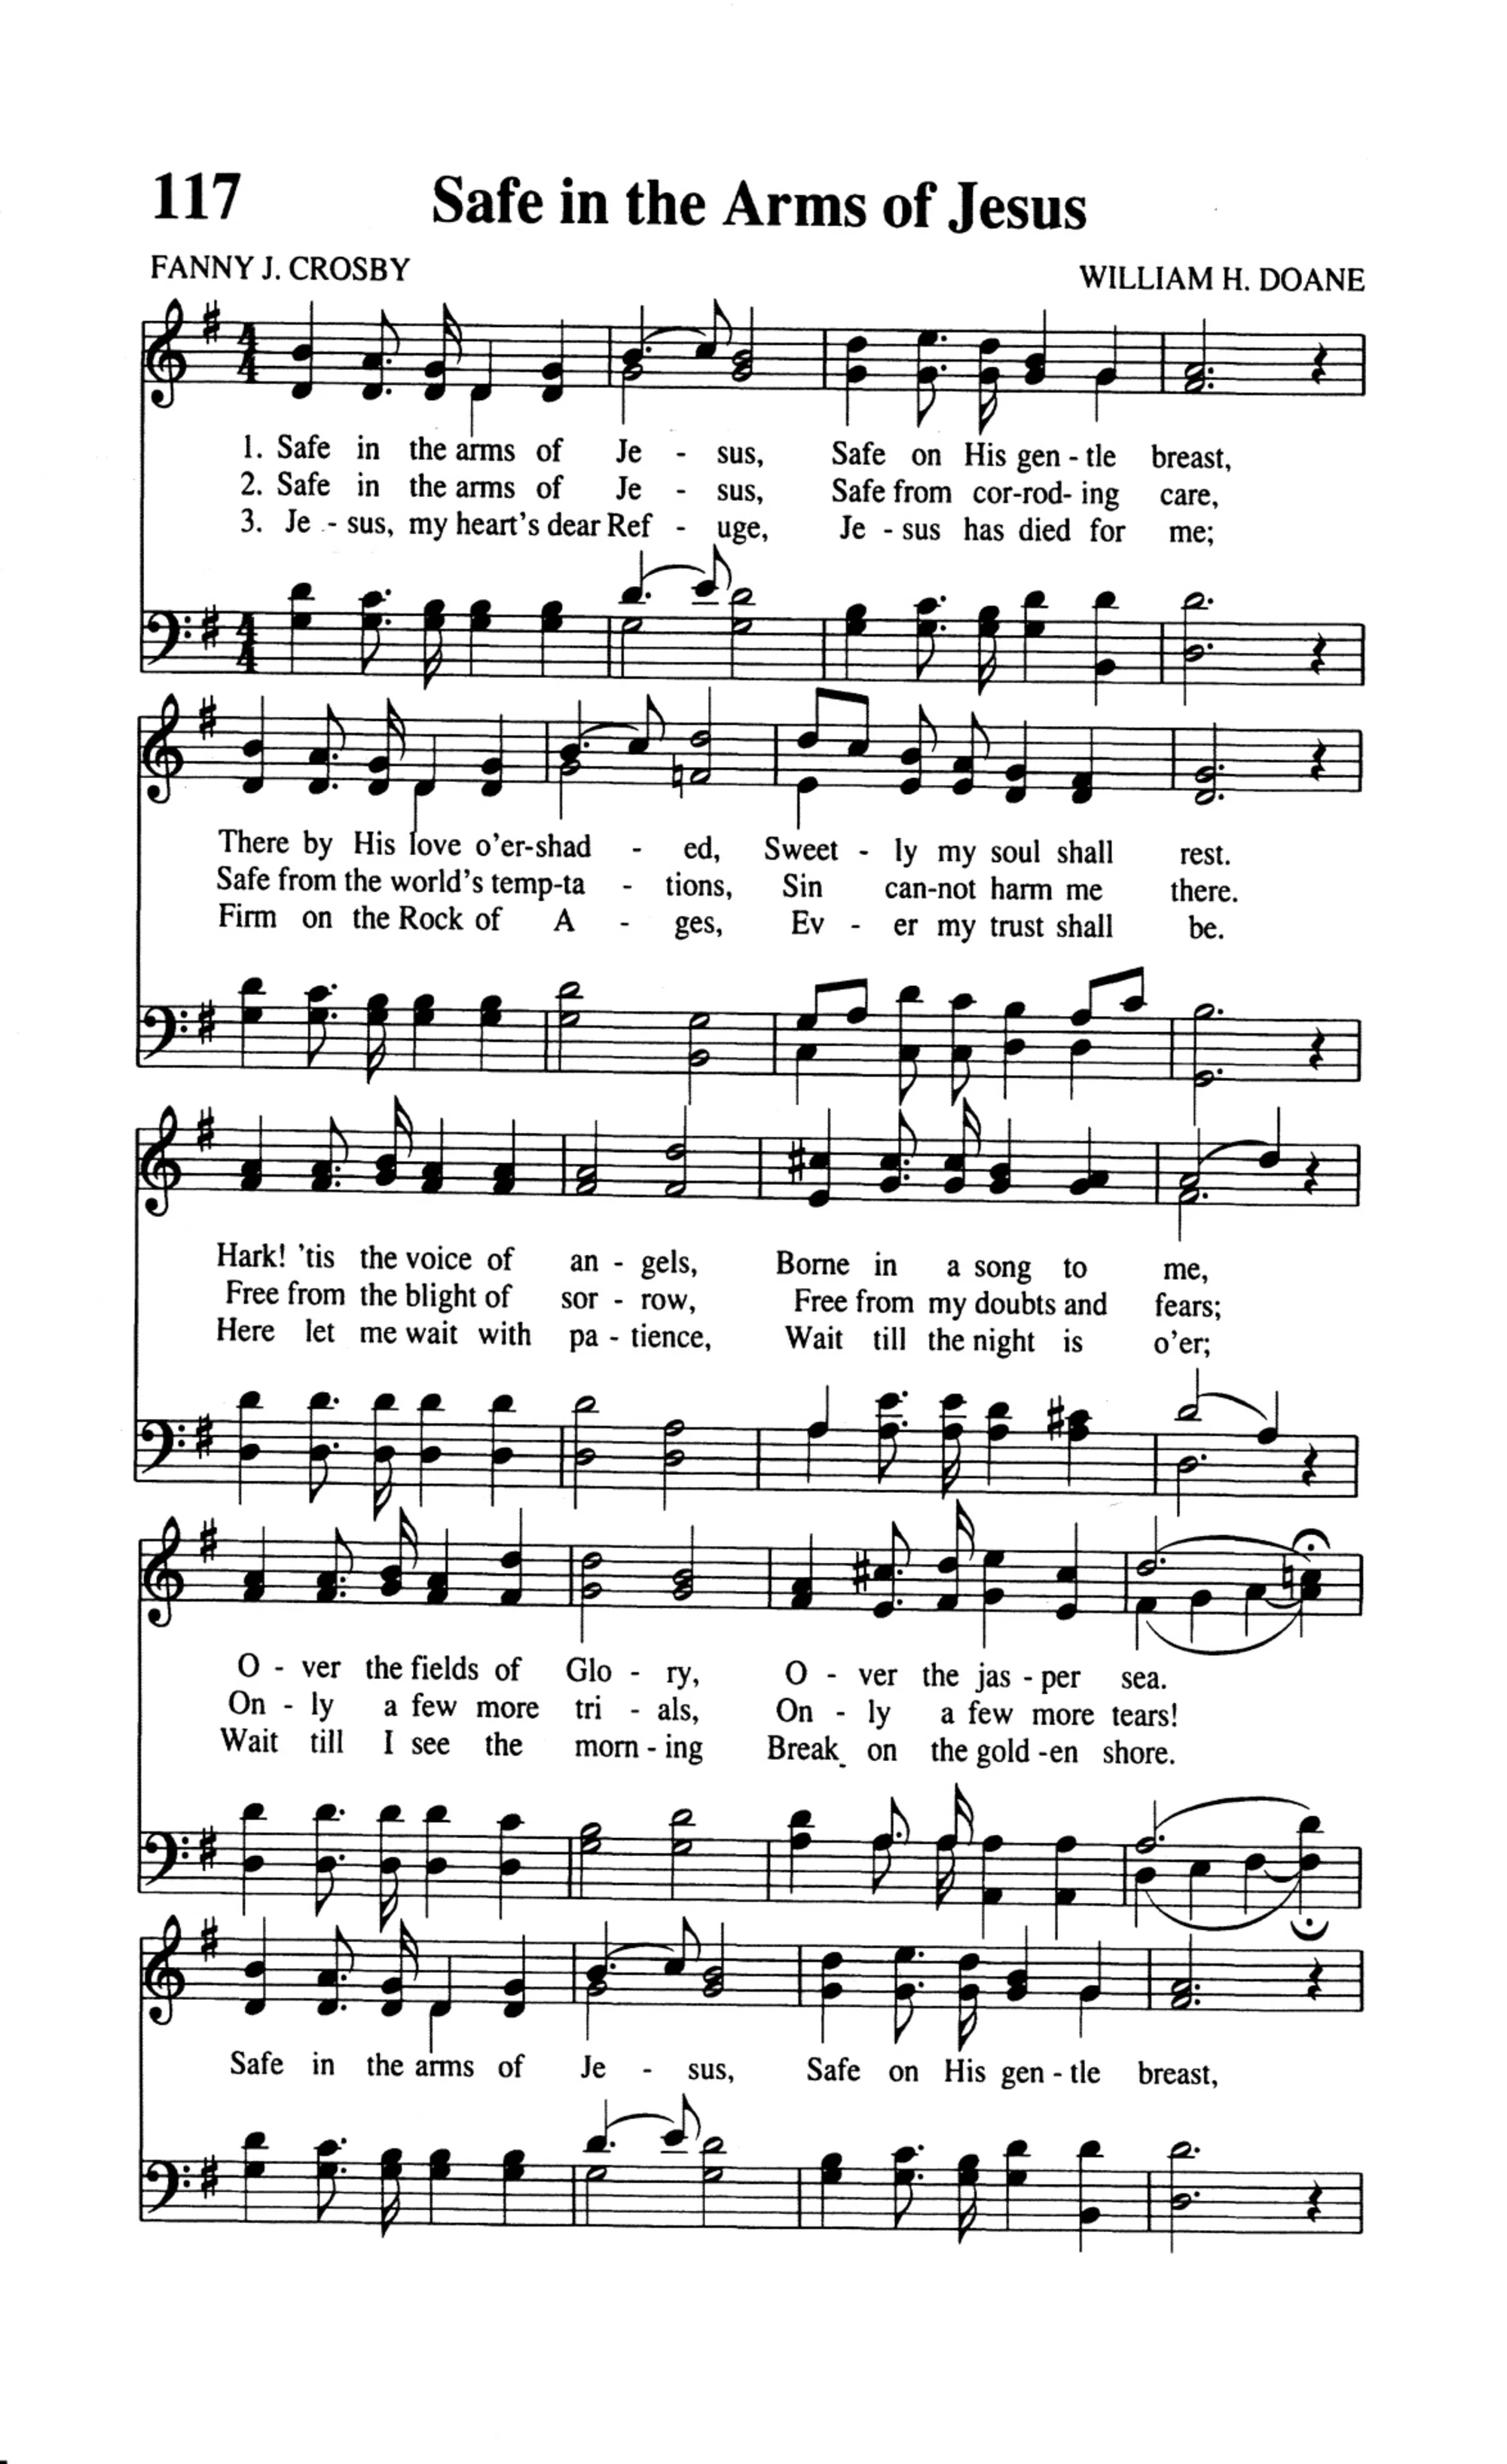 117 Safe in the Arms of Jesus
FANNY J. CROSBY WILLIAM H. DOANE
1. Safe in the arms of Je - sus, Safe on His gen - tle breast,
2. Safe in the arms of Je - sus, Safe from cor-rod- ing care,
3. Je - sus, my heart's dear Ref - uge, Je - sus has died for me;
There by His love o'er-shad - ed, Sweet - ly my soul shall rest.
Safe from the world's temp-ta - tions, Sin can-not harm me there.
Firm on the Rock of A - ges, Ev - er my trust shall be.
Hark! 'tis the voice of an - gels, Borne in a song to me,
Free from the blight of sor - row, Free from my doubts and fears;
Here let me wait with pa - tience, Wait till the night is o'er;
O - ver the fields of Glo - ry, O - ver the jas - per sea.
On - ly a few more tri - als, On - ly a few more tears!
Wait till I see the morn - ing Break on the gold -en shore.
Safe in the arms of Je - sus, Safe on His gen - tle breast,